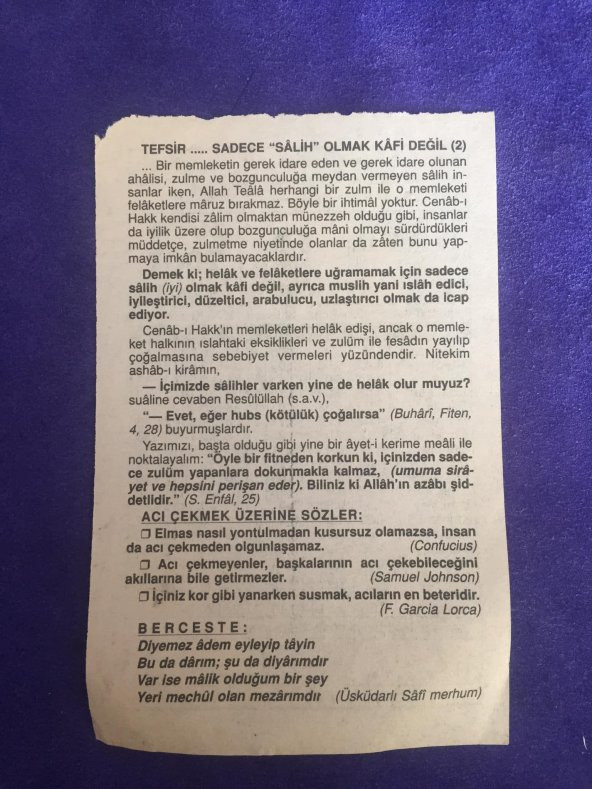 TEFSİR ..... SADECE “SÂLİH” OLMAK KÂFİ DEĞİL (2)
... Bir memleketin gerek idare eden ve gerek idare olunan
ahâlisi, zulme ve bozgunculuğa meydan vermeyen sâlih in-
sanlar iken, Allah Teâlâ herhangi bir zulm ile o memleketi
felaketlere mâruz bırakmaz. Böyle bir ihtimâl yoktur. Cenâb-ı
Hakk kendisi zâlim olmaktan münezzeh olduğu gibi, insanlar
da iyilik üzere olup bozgunculuğa mâni olmayı sürdürdükleri
müddetçe, zulmetme niyetinde olanlar da zâten bunu yap-
maya imkân bulamayacaklardır.
Demek ki; helâk ve felâketlere uğramamak için sadece
sâlih (iyi) olmak kâfi değil, ayrıca muslih yani ıslâh edici,
iyileştirici, düzeltici, arabulucu, uzlaştırıcı olmak da icap
ediyor.
Cenâb-ı Hakk'ın memleketleri helâk edişi, ancak o memle-
ket halkının ıslahtaki eksiklikleri ve zulüm ile fesâdın yayılıp
çoğalmasına sebebiyet vermeleri yüzündendir. Nitekim
ashâb-ı kirâmın,
— İçimizde sâlihler varken yine de helâk olur muyuz?
suâline cevaben Resûlüllah (s.a.v.),
“— Evet, eğer hubs (kötülük) çoğalırsa” (Buhârî, Fiten,
4, 28) buyurmuşlardır.
Yazımızı, başta olduğu gibi yine bir âyet-i kerime meâli ile
noktalayalım: “Öyle bir fitneden korkun ki, içinizden sade-
ce zulüm yapanlara dokunmakla kalmaz, (umuma sirâ-
yet ve hepsini perişan eder). Biliniz ki Allâh'ın azâbı şid-
detlidir.” (S. Enfâl, 25)
ACI ÇEKMEK ÜZERİNE SÖZLER:
❒ Elmas nasıl yontulmadan kusursuz olamazsa, insan
da acı çekmeden olgunlaşamaz. (Confucius)
❒ Acı çekmeyenler, başkalarının acı çekebileceğini
akıllarına bile getirmezler. (Samuel Johnson)
❒ İçiniz kor gibi yanarken susmak, acıların en beteridir.
(F. Garcia Lorca)
BERCESTE:
Diyemez âdem eyleyip tâyin
Bu da dârım; şu da diyârımdır
Var ise mâlik olduğum bir şey
Yeri mechûl olan mezârımdır (Üsküdarlı Sâfî merhum)